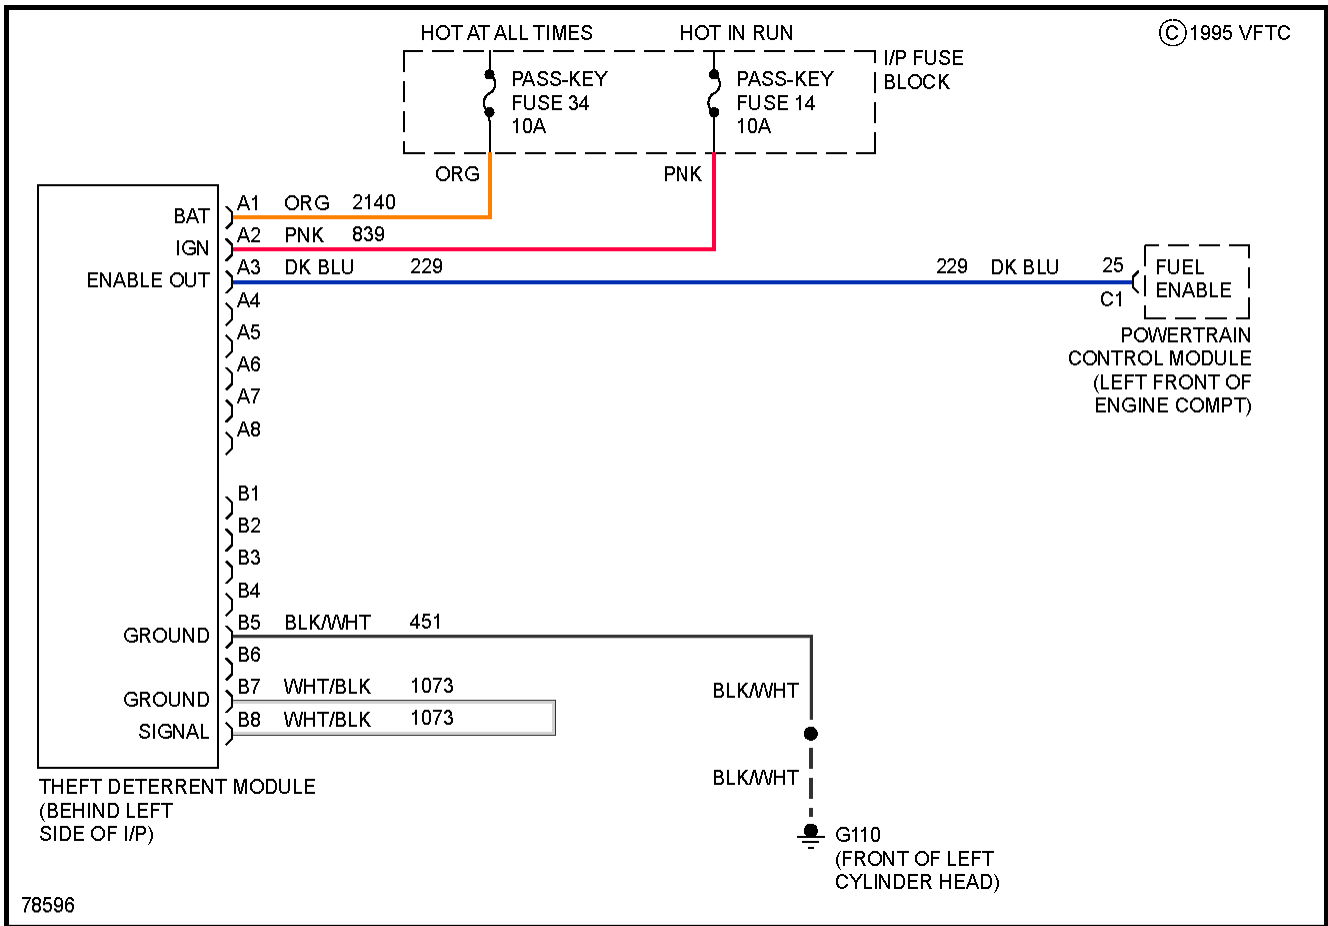 HOT AT ALL TIMES
HOT IN RUN
© 1995 VFTC
PASS-KEY
FUSE 34
10A
PASS-KEY
FUSE 14
10A
I/P FUSE
BLOCK
ORG
PNK
BAT
A1 ORG 2140
IGN
A2 PNK 839
ENABLE OUT
A3 DK BLU 229
229 DK BLU 25
C1
FUEL
ENABLE
POWERTRAIN
CONTROL MODULE
(LEFT FRONT OF
ENGINE COMPT)
A4
A5
A6
A7
A8
B1
B2
B3
B4
GROUND
B5 BLK/WHT 451
B6
GROUND
B7 WHT/BLK 1073
SIGNAL
B8 WHT/BLK 1073
BLK/WHT
BLK/WHT
THEFT DETERRENT MODULE
(BEHIND LEFT
SIDE OF I/P)
G110
(FRONT OF LEFT
CYLINDER HEAD)
78596